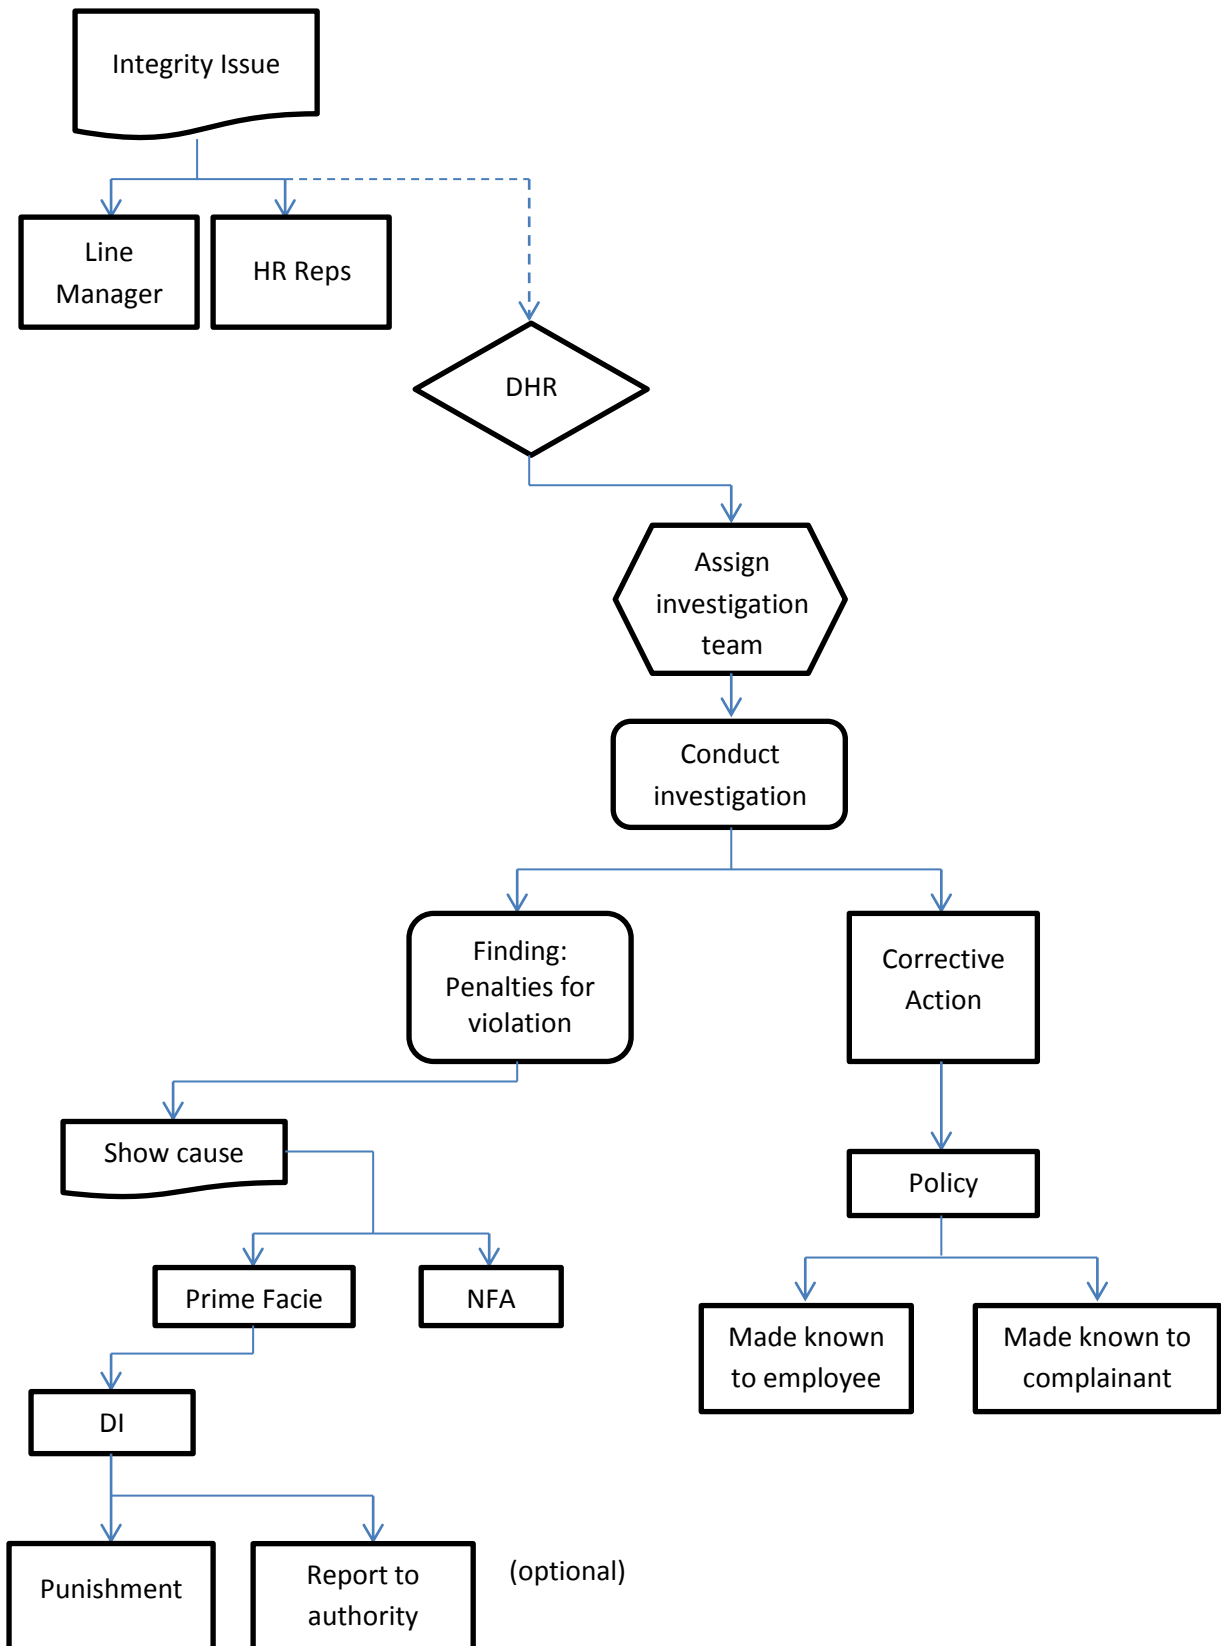 Integrity Issue
Line
Manager
HR Reps
DHR
Assign
investigation
team
Conduct
investigation
Finding:
Penalties for
violation
Corrective
Action
Show cause
Policy
Prime Facie
NFA
Made known
to employee
Made known to
complainant
DI
Punishment
Report to
authority
(optional)